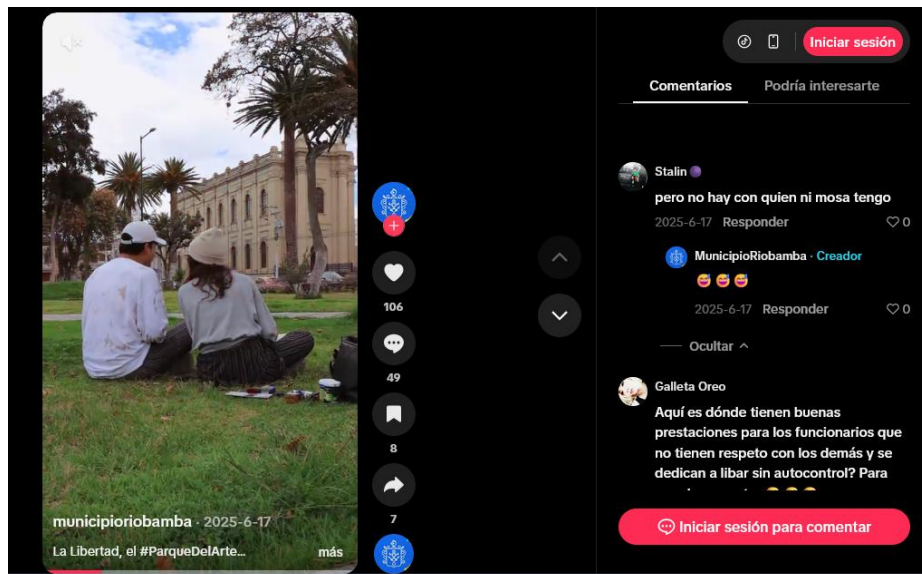 Iniciar sesión
Comentarios
Podría interesarte
Stalin
pero no hay con quien ni mosa tengo
2025-6-17 Responder
0
MunicipioRiobamba · Creador
2025-6-17 Responder
0
Ocultar
Galleta Oreo
Aquí es dónde tienen buenas
prestaciones para los funcionarios que
no tienen respeto con los demás y se
dedican a libar sin autocontrol? Para
Iniciar sesión para comentar
106
49
8
7
municipioriobamba · 2025-6-17
La Libertad, el #ParqueDelArte...
más